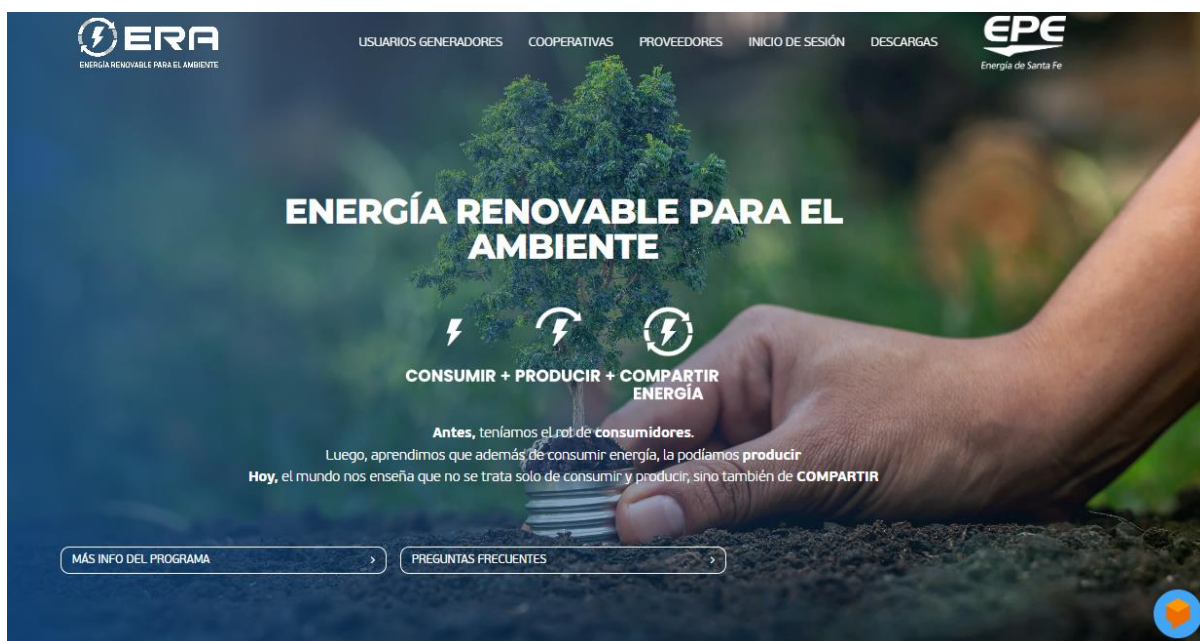 ERA
ENERGÍA RENOVABLE PARA EL AMBIENTE
USUARIOS GENERADORES
COOPERATIVAS
PROVEEDORES
INICIO DE SESIÓN
DESCARGAS
EPE
Energía de Santa Fe
ENERGÍA RENOVABLE PARA EL
AMBIENTE
CONSUMIR + PRODUCIR + COMPARTIR
ENERGÍA
Antes, teníamos el rol de consumidores.
Luego, aprendimos que además de consumir energía, la podíamos producir
Hoy, el mundo nos enseña que no se trata solo de consumir y producir, sino también de COMPARTIR
MÁS INFO DEL PROGRAMA
PREGUNTAS FRECUENTES